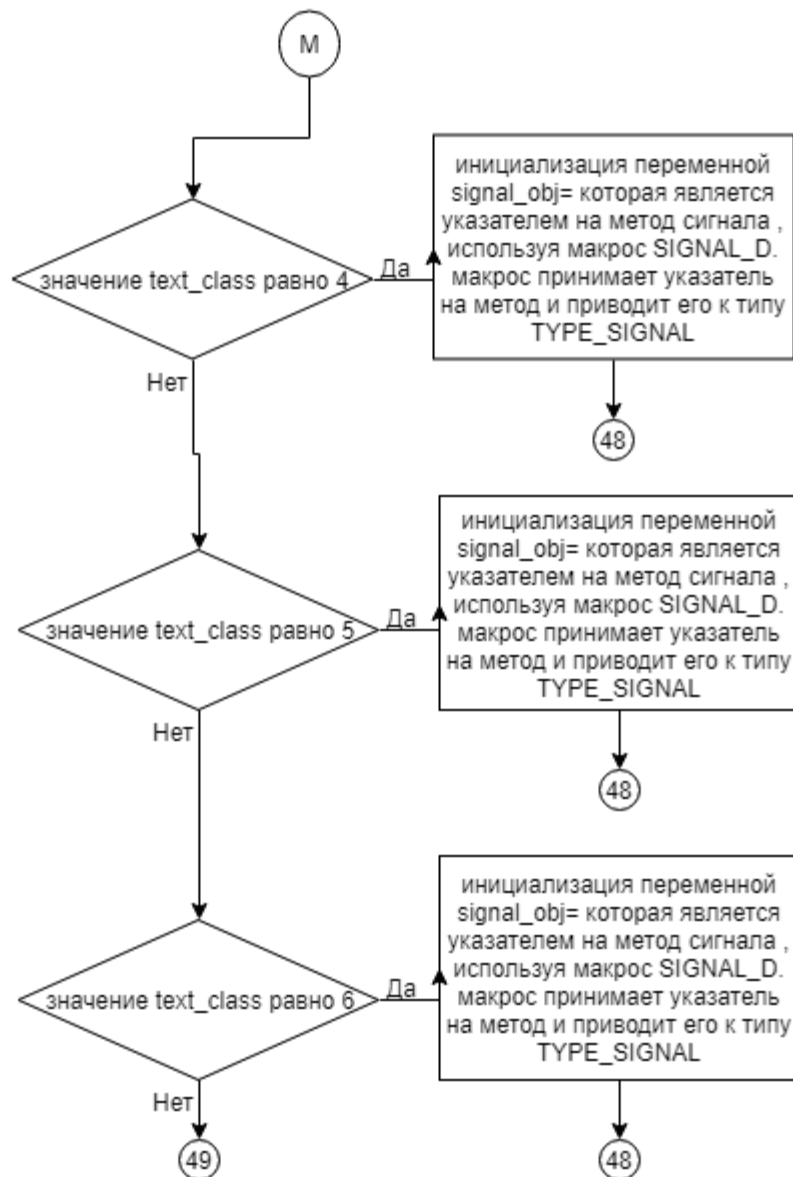 M
значение text_class равно 4
Да
инициализация переменной
signal_obj= которая является
указателем на метод сигнала ,
используя макрос SIGNAL_D.
макрос принимает указатель
на метод и приводит его к типу
TYPE_SIGNAL
Нет
48
значение text_class равно 5
Да
инициализация переменной
signal_obj= которая является
указателем на метод сигнала ,
используя макрос SIGNAL_D.
макрос принимает указатель
на метод и приводит его к типу
TYPE_SIGNAL
Нет
48
значение text_class равно 6
Да
инициализация переменной
signal_obj= которая является
указателем на метод сигнала ,
используя макрос SIGNAL_D.
макрос принимает указатель
на метод и приводит его к типу
TYPE_SIGNAL
Нет
49
48